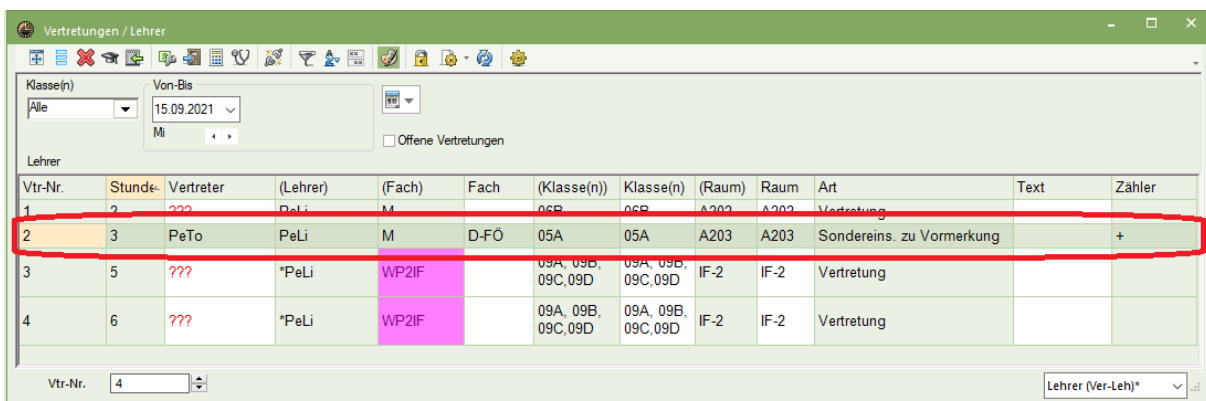 Vertretungen / Lehrer
Klasse(n) Von-Bis
Alle 15.09.2021
Mi Offene Vertretungen
Lehrer
Vtr-Nr. Stunde Vertreter (Lehrer) (Fach) Fach (Klasse(n)) Klasse(n) (Raum) Raum Art Text Zähler
1 2 ??? PeLi M 06B 06B A202 A202 Vertretung
2 3 PeTo PeLi M D-FÖ 05A 05A A203 A203 Sondereins. zu Vormerkung +
3 5 ??? *PeLi WP2IF 09A, 09B, 09A, 09B, IF-2 IF-2 Vertretung
09C,09D 09C,09D
4 6 ??? *PeLi WP2IF 09A, 09B, 09A, 09B, IF-2 IF-2 Vertretung
09C,09D 09C,09D
Vtr-Nr. 4 Lehrer (Ver-Leh)*